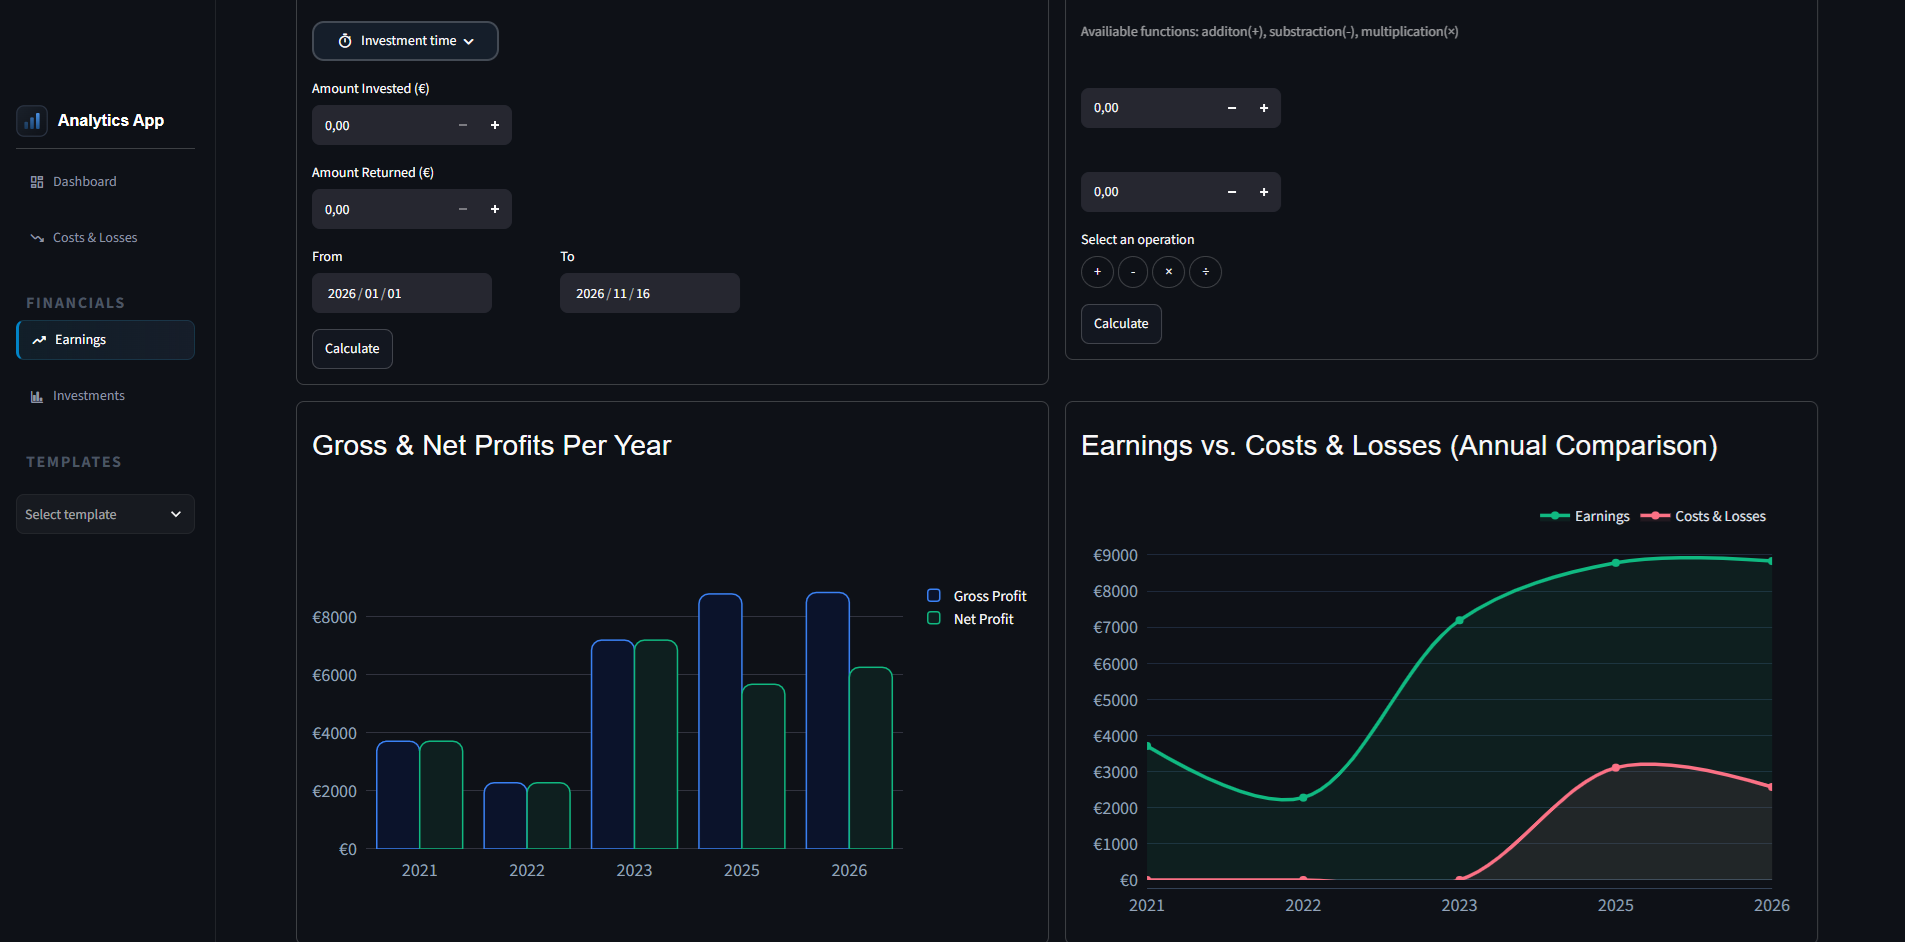 Analytics App
Dashboard
Costs & Losses
FINANCIALS
Earnings
Investments
TEMPLATES
Select template
Investment time
Amount Invested (€)
0,00
Amount Returned (€)
0,00
From
To
2026/01/01
2026/11/16
Calculate
Availiable functions: additon(+), substraction(-), multiplication(×)
0,00
0,00
Select an operation
+ - × ÷
Calculate
Gross & Net Profits Per Year
Gross Profit
Net Profit
€8000
€6000
€4000
€2000
€0
2021 2022 2023 2025 2026
Earnings vs. Costs & Losses (Annual Comparison)
Earnings Costs & Losses
€9000
€8000
€7000
€6000
€5000
€4000
€3000
€2000
€1000
€0
2021 2022 2023 2025 2026